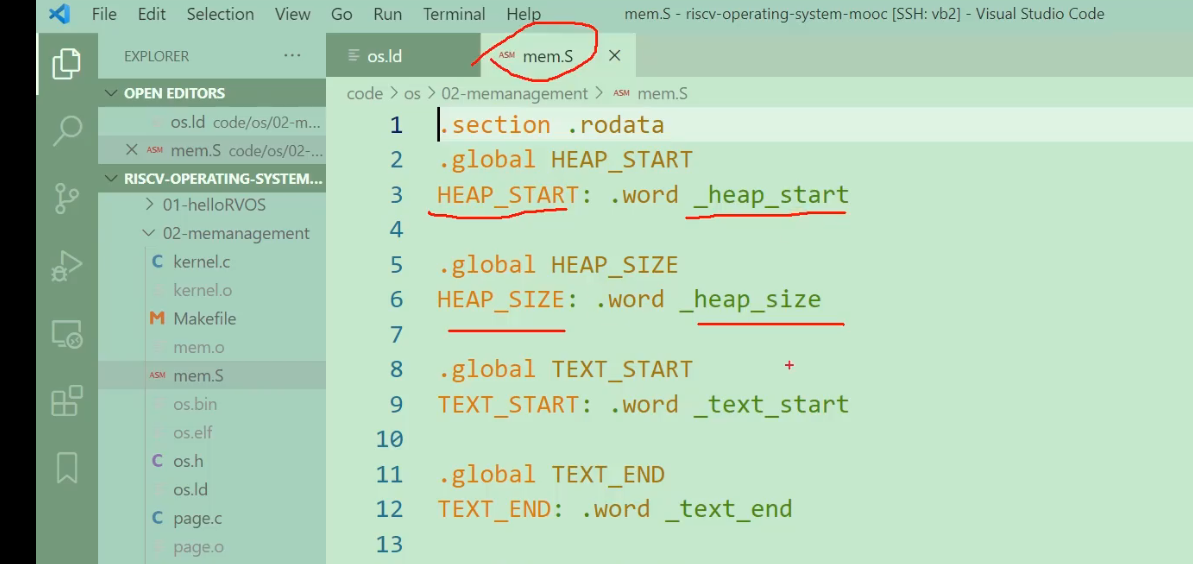 File Edit Selection View Go Run Terminal Help mem.S - riscv-operating-system-mooc [SSH: vb2] - Visual Studio Code
EXPLORER ...
os.ld
ASM mem.S ×
OPEN EDITORS
os.ld code/os/02-m...
× ASM mem.S code/os/02-...
RISCV-OPERATING-SYSTEM...
> 01-helloRVOS
02-memanagement
C kernel.c
kernel.o
M Makefile
mem.o
ASM mem.S
os.bin
os.elf
C os.h
os.ld
C page.c
page.o
code > os > 02-memanagement > ASM mem.S
1 .section .rodata
2 .global HEAP_START
3 HEAP_START: .word _heap_start
4
5 .global HEAP_SIZE
6 HEAP_SIZE: .word _heap_size
7
8 .global TEXT_START
9 TEXT_START: .word _text_start
10
11 .global TEXT_END
12 TEXT_END: .word _text_end
13